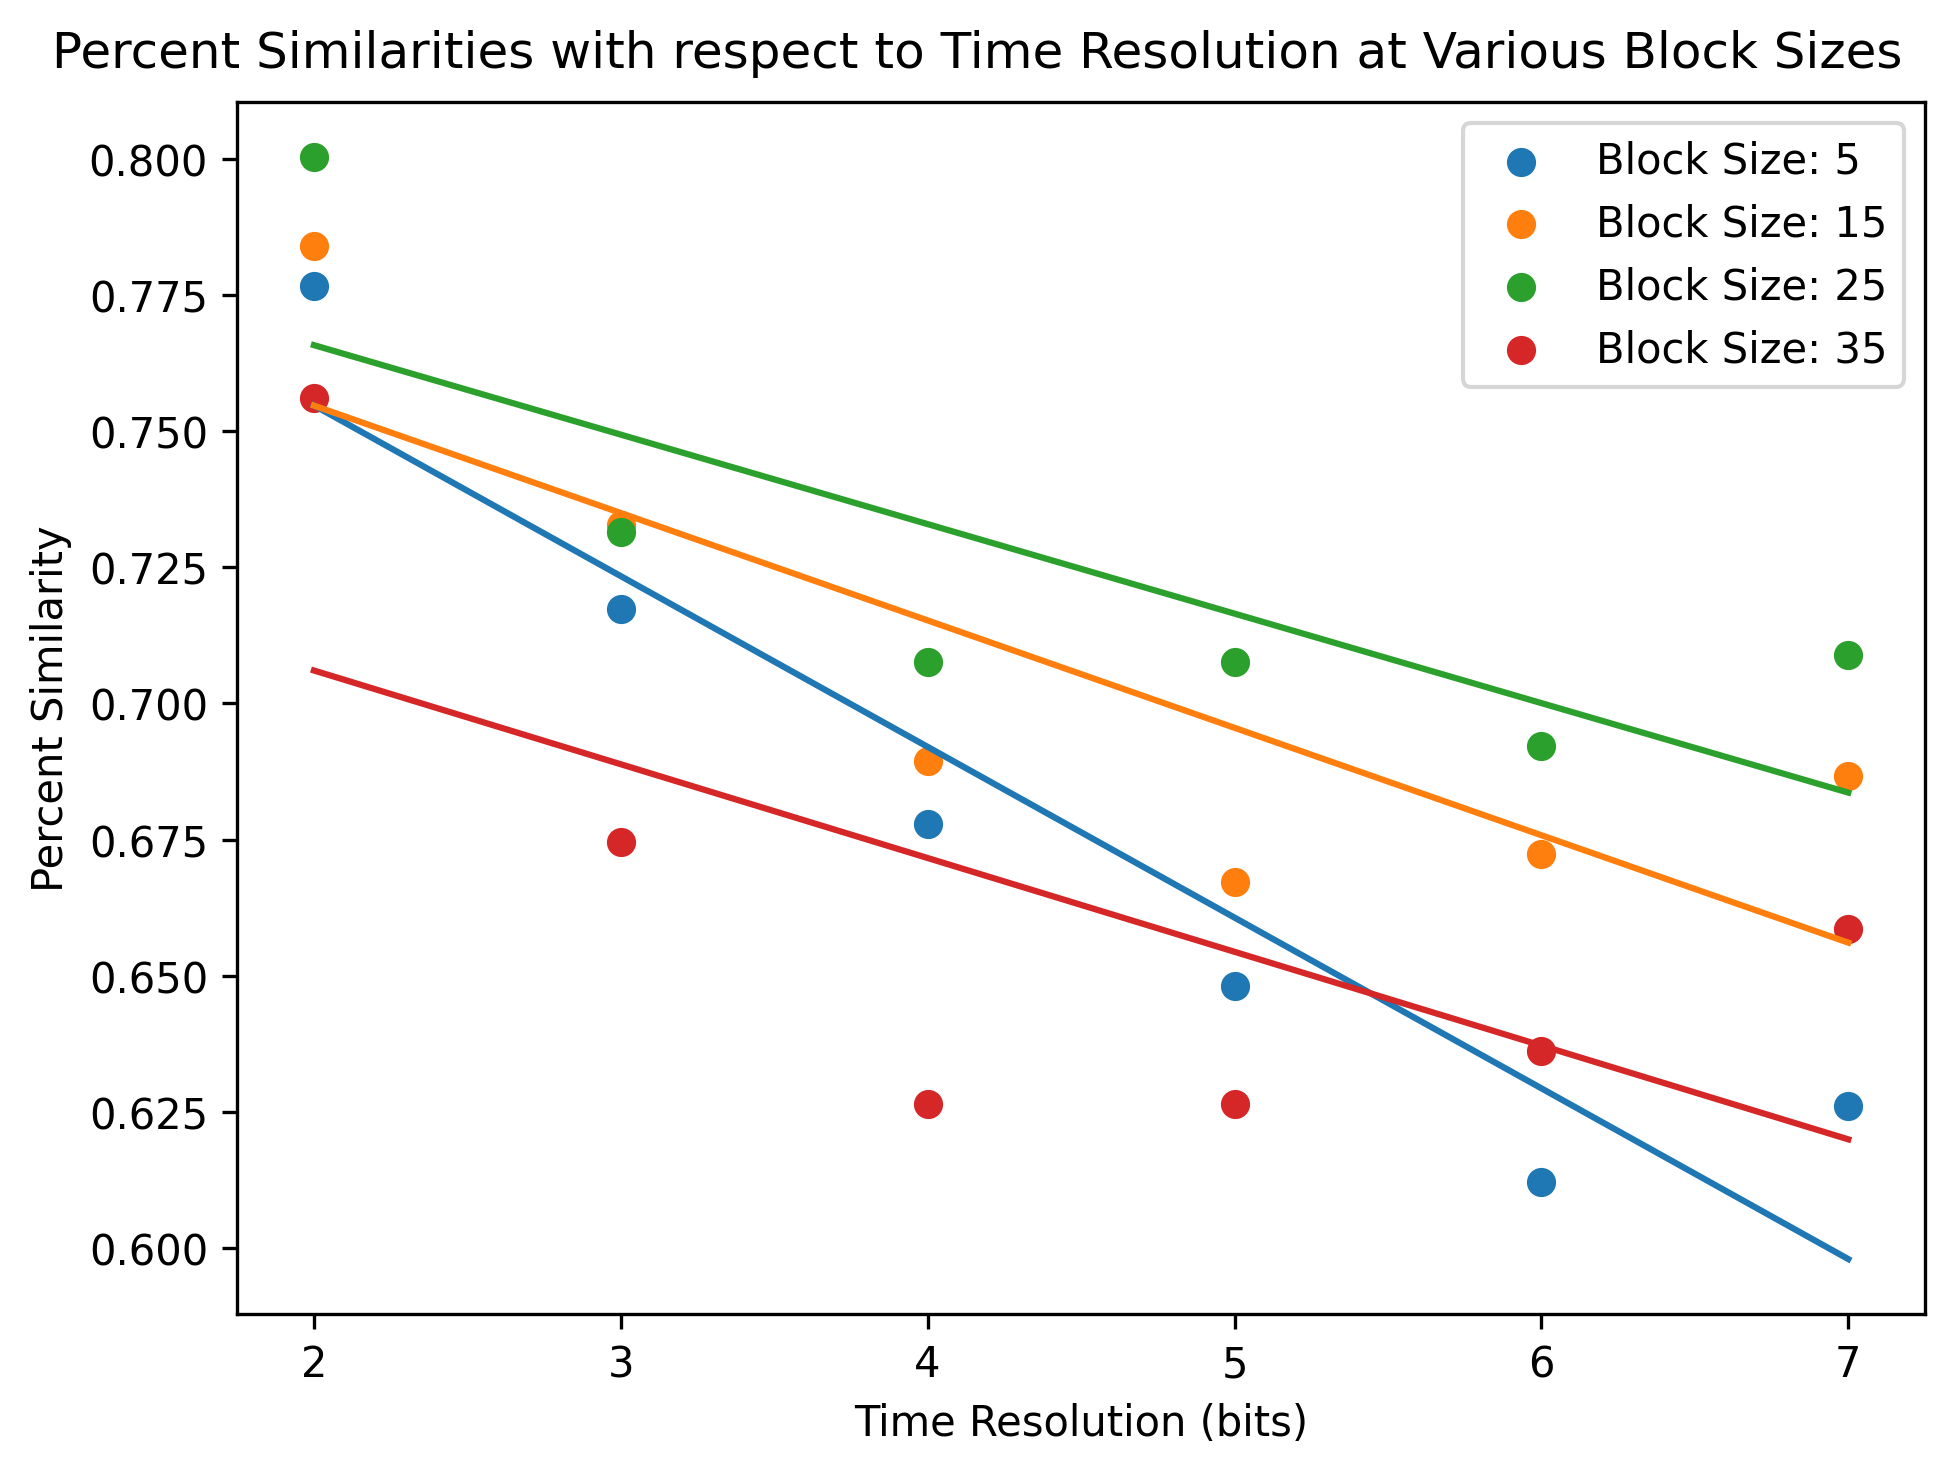 Percent Similarities with respect to Time Resolution at Various Block Sizes
Block Size: 5
Block Size: 15
Block Size: 25
Block Size: 35
0.800
0.775
0.750
0.725
0.700
0.675
0.650
0.625
0.600
Percent Similarity
2 3 4 5 6 7
Time Resolution (bits)